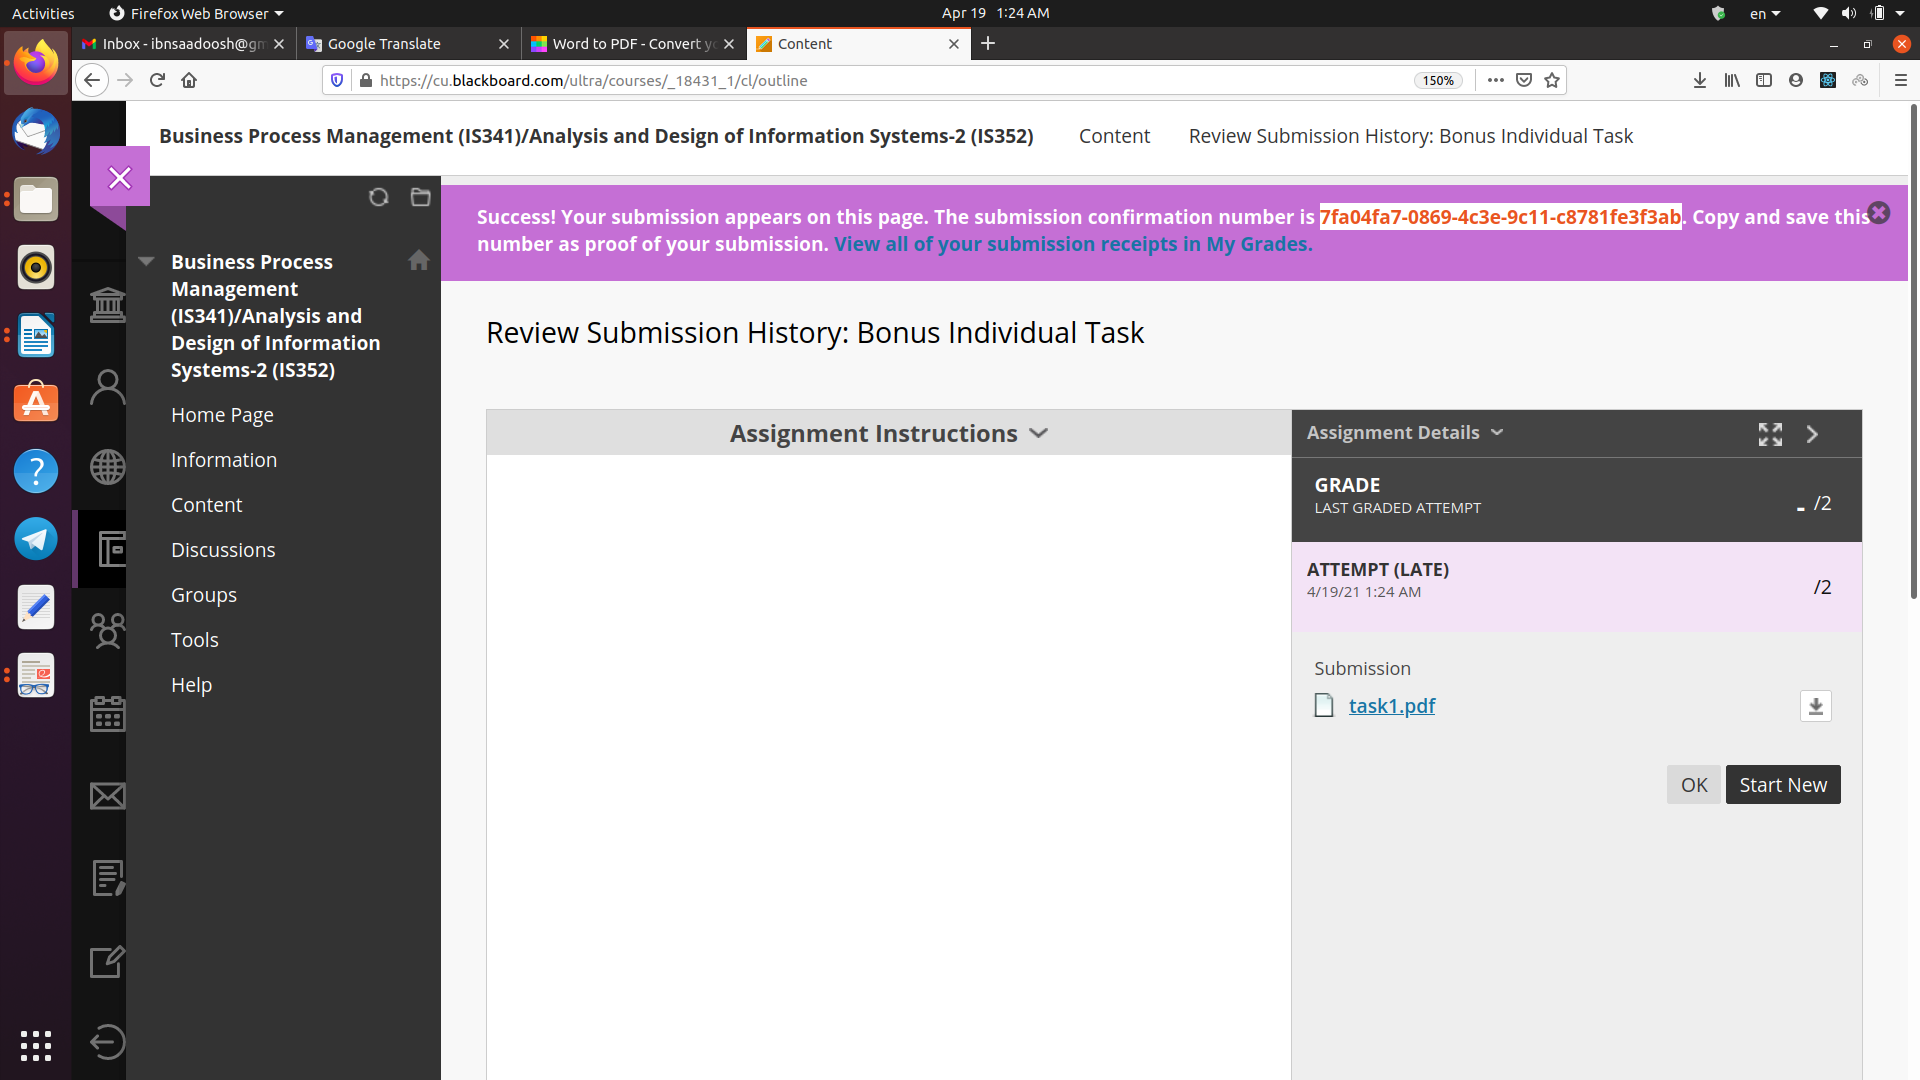 Activities
Firefox Web Browser
Apr 19 1:24 AM
en
Inbox - ibnsaadoosh@gm
Google Translate
Word to PDF - Convert yo
Content
https://cu.blackboard.com/ultra/courses/_18431_1/cl/outline
150%
Business Process Management (IS341)/Analysis and Design of Information Systems-2 (IS352)
Content
Review Submission History: Bonus Individual Task
Success! Your submission appears on this page. The submission confirmation number is 7fa04fa7-0869-4c3e-9c11-c8781fe3f3ab. Copy and save this
number as proof of your submission. View all of your submission receipts in My Grades.
Business Process
Management
(IS341)/Analysis and
Design of Information
Systems-2 (IS352)
Home Page
Information
Content
Discussions
Groups
Tools
Help
Review Submission History: Bonus Individual Task
Assignment Instructions
Assignment Details
GRADE
LAST GRADED ATTEMPT
- /2
ATTEMPT (LATE)
4/19/21 1:24 AM
/2
Submission
task1.pdf
OK
Start New